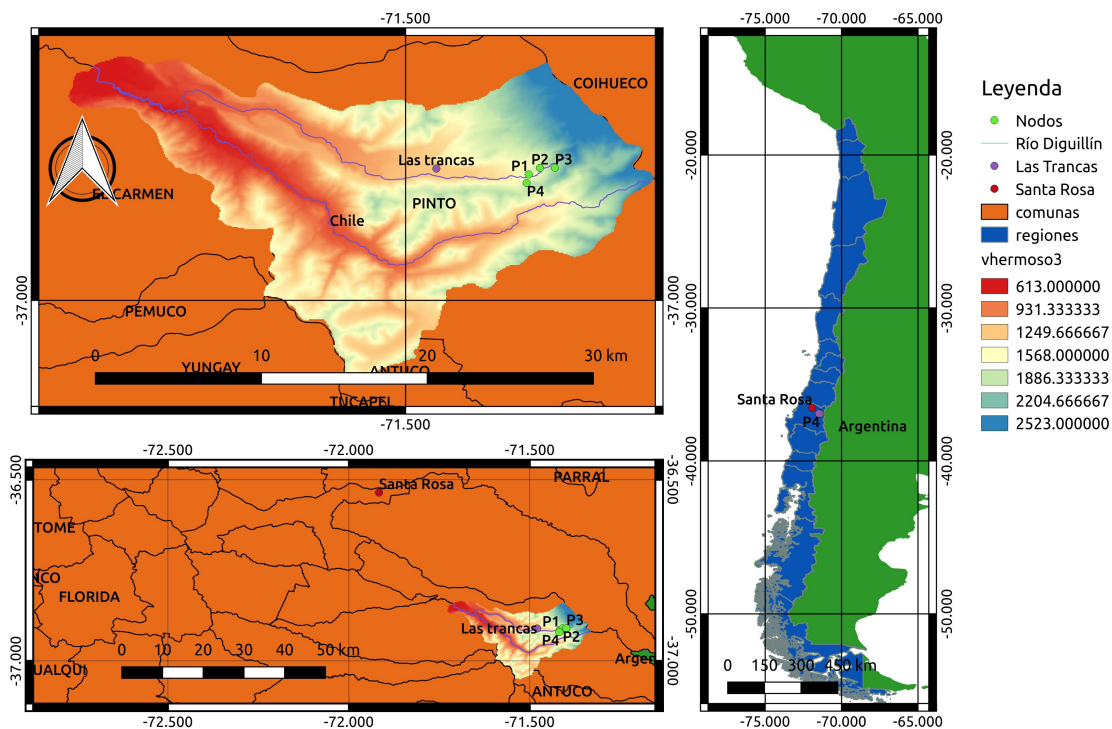 -71.500
COIHUECO
Las trancas
P1 P2 P3
P4
EL CARMEN
PINTO
Chile
-37.000
-37.000
PEMUCO
0 10 20 30 km
YUNGAY
ANTUCO
TUCAPEL
-71.500
-72.500 -72.000 -71.500
-36.500
-36.500
Santa Rosa
PARRAL
TOME
NCO
FLORIDA
P1 P3
Las trancas
P4 P2
0 10 20 30 40 50 km
Argen
-37.000
-37.000
UALQUI
ANTUCO
-72.500 -72.000 -71.500
-75.000 -70.000 -65.000
-20.000
-20.000
-30.000
-30.000
Santa Rosa
P4
Argentina
-40.000
-40.000
-50.000
-50.000
0 150 300 450 km
-75.000 -70.000 -65.000
Leyenda
Nodos
Río Diguillín
Las Trancas
Santa Rosa
comunas
regiones
vhermoso3
613.000000
931.333333
1249.666667
1568.000000
1886.333333
2204.666667
2523.000000